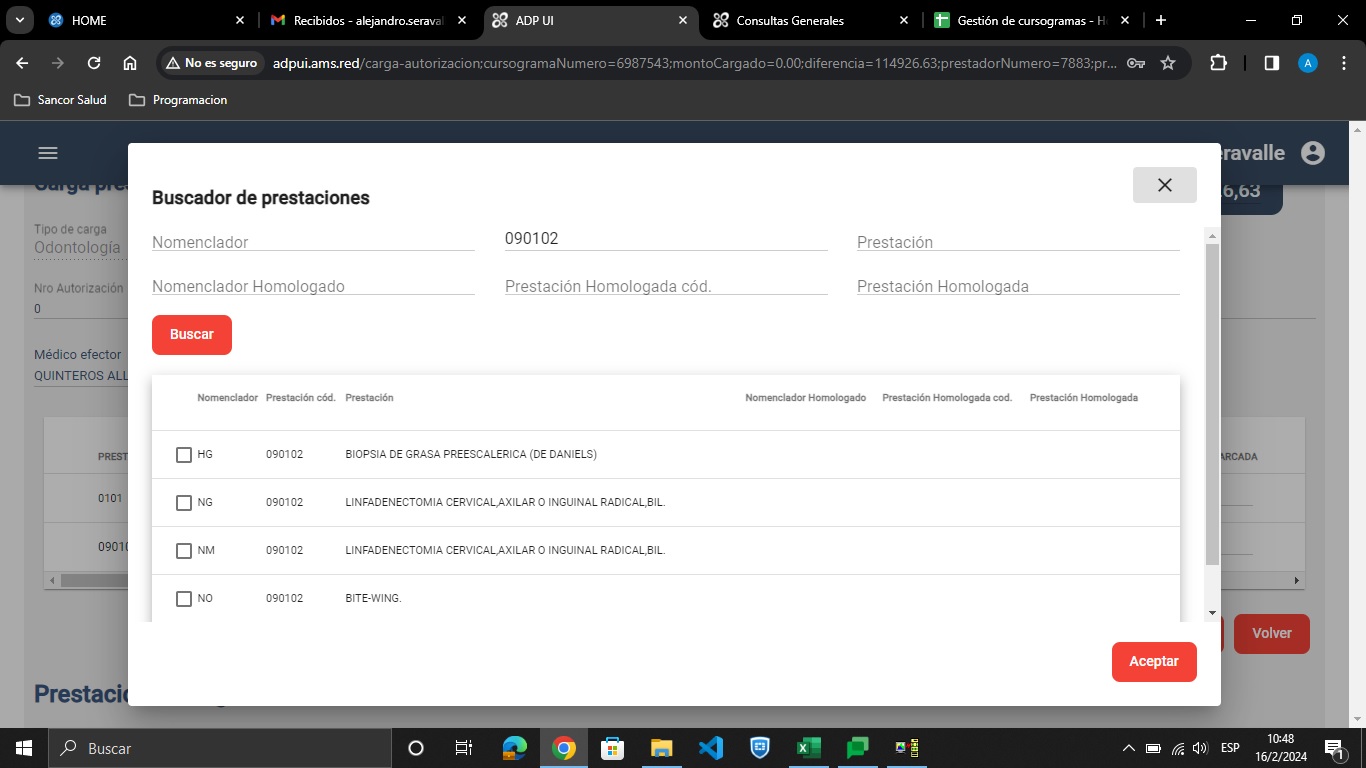 HOME
Recibidos - alejandro.serava
ADP UI
Consultas Generales
Gestión de cursogramas - H
No es seguro
adpui.ams.red/carga-autorizacion;cursogramaNumero=6987543;montoCargado=0.00;diferencia=114926.63;prestadorNumero=7883;pr...
A
Sancor Salud
Programacion
eravalle
Carga pre
6,63
Buscador de prestaciones
Tipo de carga
Odontología
Nomenclador
090102
Prestación
Nro Autorización
0
Nomenclador Homologado
Prestación Homologada cód.
Prestación Homologada
Buscar
Médico efector
QUINTEROS ALL
Nomenclador
Prestación cód.
Prestación
Nomenclador Homologado
Prestación Homologada cod.
Prestación Homologada
PREST
ARCADA
HG 090102 BIOPSIA DE GRASA PREESCALERICA (DE DANIELS)
0101
NG 090102 LINFADENECTOMIA CERVICAL,AXILAR O INGUINAL RADICAL,BIL.
09010
NM 090102 LINFADENECTOMIA CERVICAL,AXILAR O INGUINAL RADICAL,BIL.
NO 090102 BITE-WING.
Volver
Aceptar
Prestacio
Buscar
ESP
10:48
16/2/2024
1